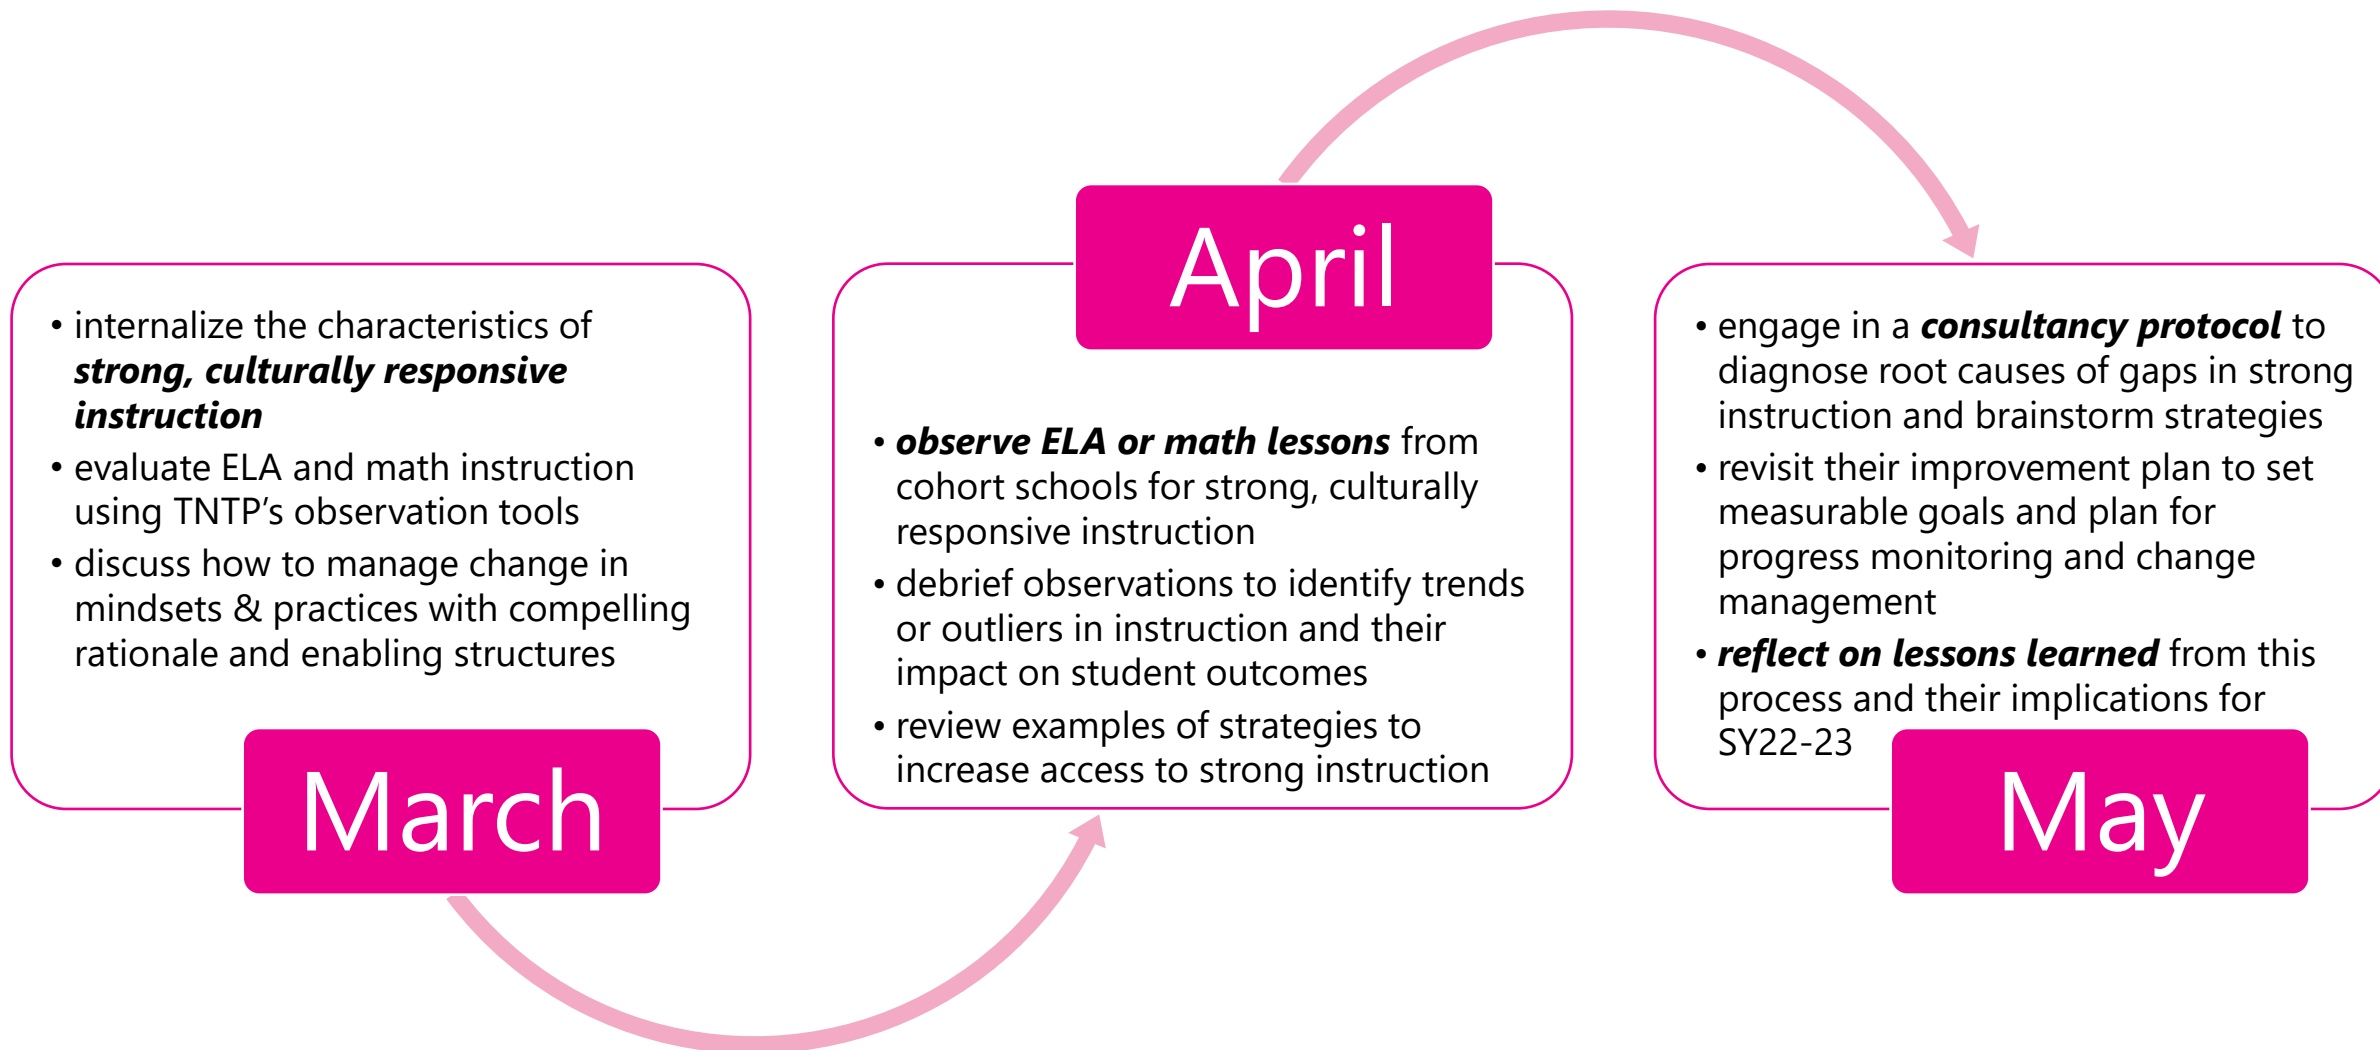 • internalize the characteristics of
strong, culturally responsive
instruction
• evaluate ELA and math instruction
using TNTP’s observation tools
• discuss how to manage change in
mindsets & practices with compelling
rationale and enabling structures
March
April
• observe ELA or math lessons from
cohort schools for strong, culturally
responsive instruction
• debrief observations to identify trends
or outliers in instruction and their
impact on student outcomes
• review examples of strategies to
increase access to strong instruction
• engage in a consultancy protocol to
diagnose root causes of gaps in strong
instruction and brainstorm strategies
• revisit their improvement plan to set
measurable goals and plan for
progress monitoring and change
management
• reflect on lessons learned from this
process and their implications for
SY22-23
May